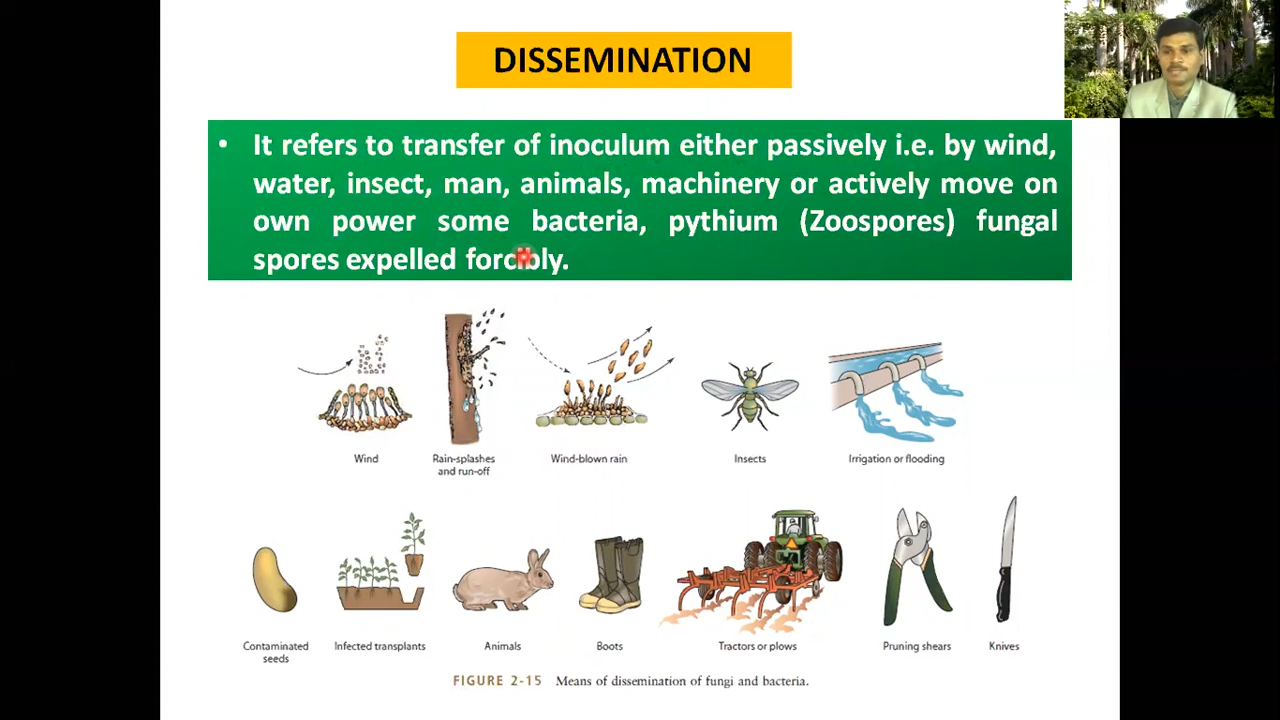 DISSEMINATION
• It refers to transfer of inoculum either passively i.e. by wind,
water, insect, man, animals, machinery or actively move on
own power some bacteria, pythium (Zoospores) fungal
spores expelled forcibly.
Wind
Rain-splashes
and run-off
Wind-blown rain
Insects
Irrigation or flooding
Contaminated
seeds
Infected transplants
Animals
Boots
Tractors or plows
Pruning shears
Knives
FIGURE 2-15 Means of dissemination of fungi and bacteria.